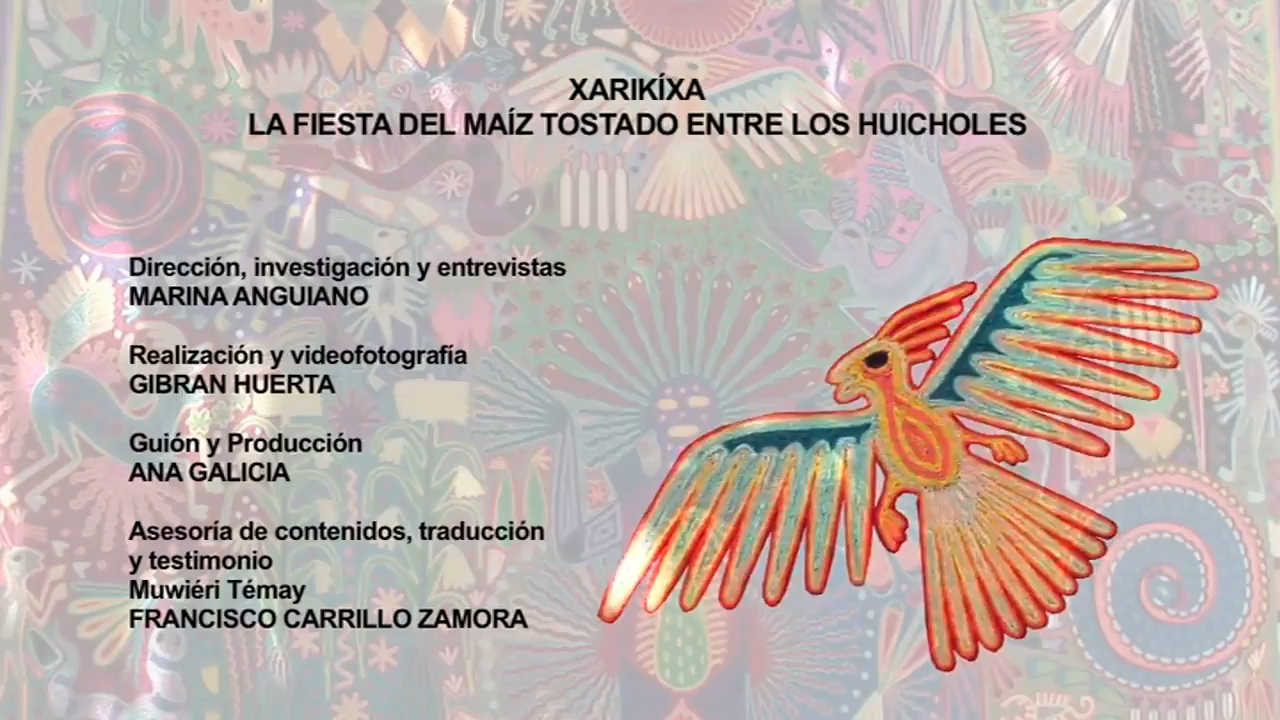 XARIKÍXA
LA FIESTA DEL MAÍZ TOSTADO ENTRE LOS HUICHOLES
Dirección, investigación y entrevistas
MARINA ANGUIANO
Realización y videofotografía
GIBRAN HUERTA
Guión y Producción
ANA GALICIA
Asesoría de contenidos, traducción
y testimonio
Muwiéri Témay
FRANCISCO CARRILLO ZAMORA